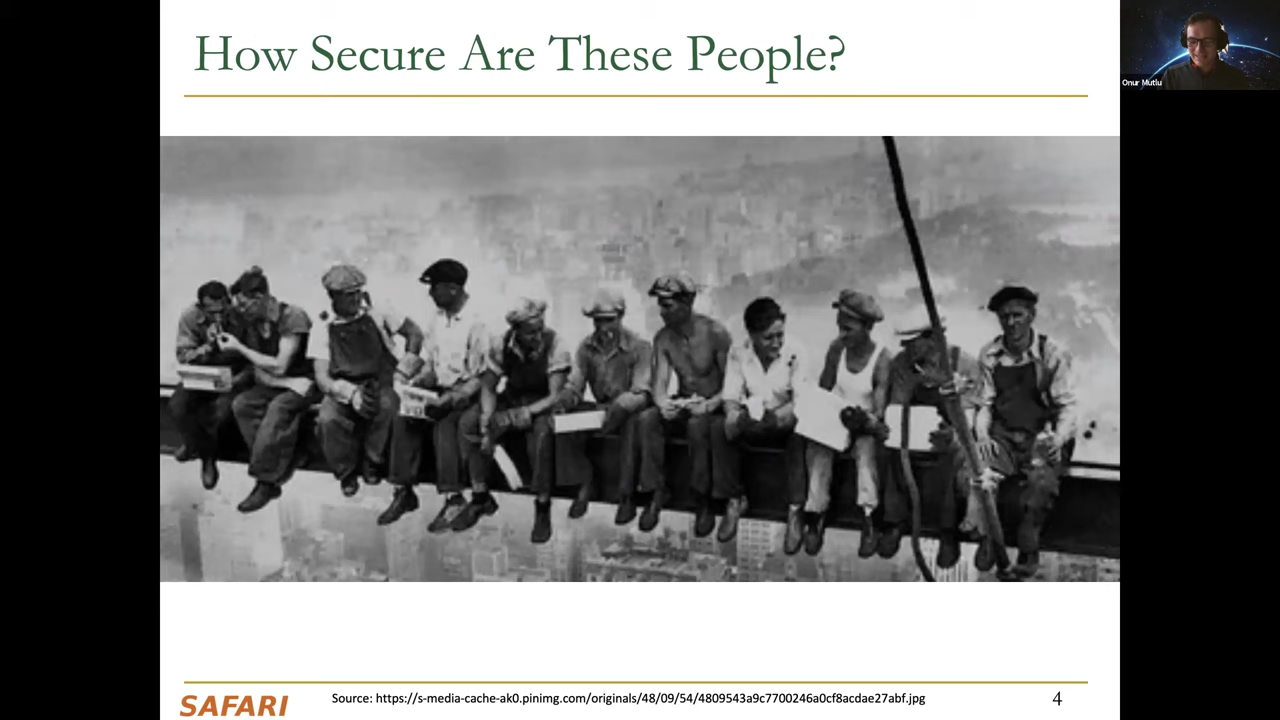 How Secure Are These People?
Onur Mutlu
SAFARI
Source: https://s-media-cache-ak0.pinimg.com/originals/48/09/54/4809543a9c7700246a0cf8acdae27abf.jpg
4